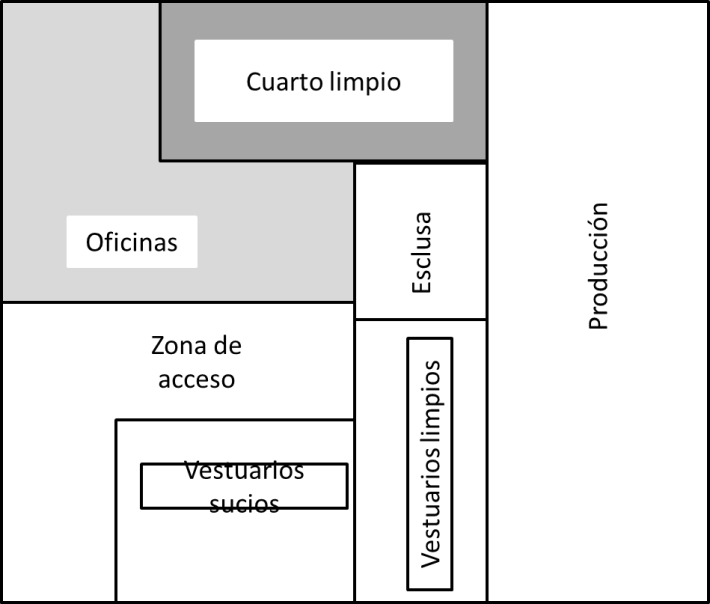 Cuarto limpio
Oficinas
Esclusa
Producción
Zona de
acceso
Vestuarios
sucios
Vestuarios limpios